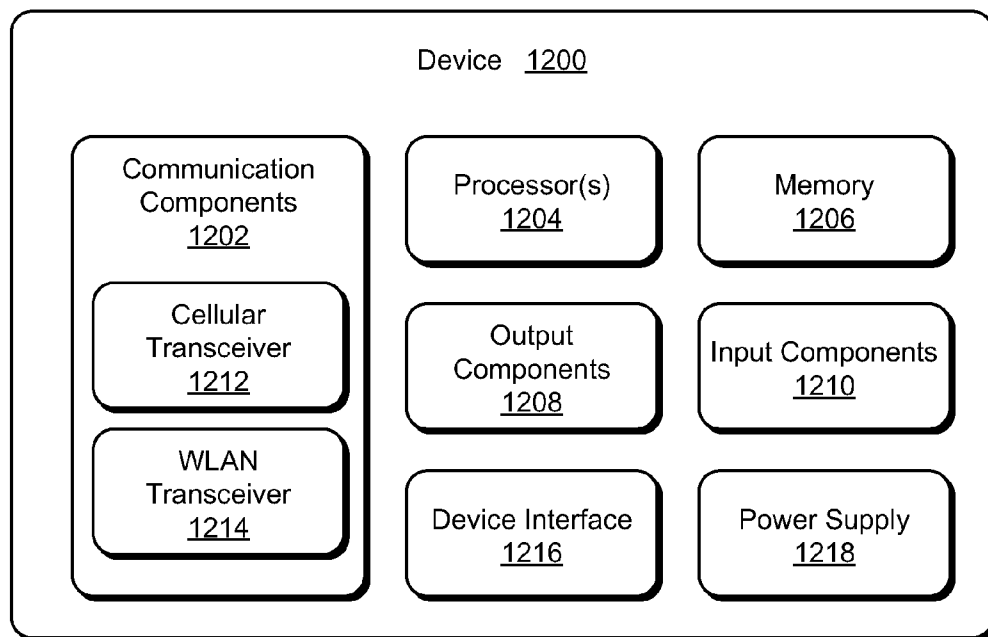 Device 1200
Communication
Components
1202
Cellular
Transceiver
1212
WLAN
Transceiver
1214
Processor(s)
1204
Memory
1206
Output
Components
1208
Input Components
1210
Device Interface
1216
Power Supply
1218